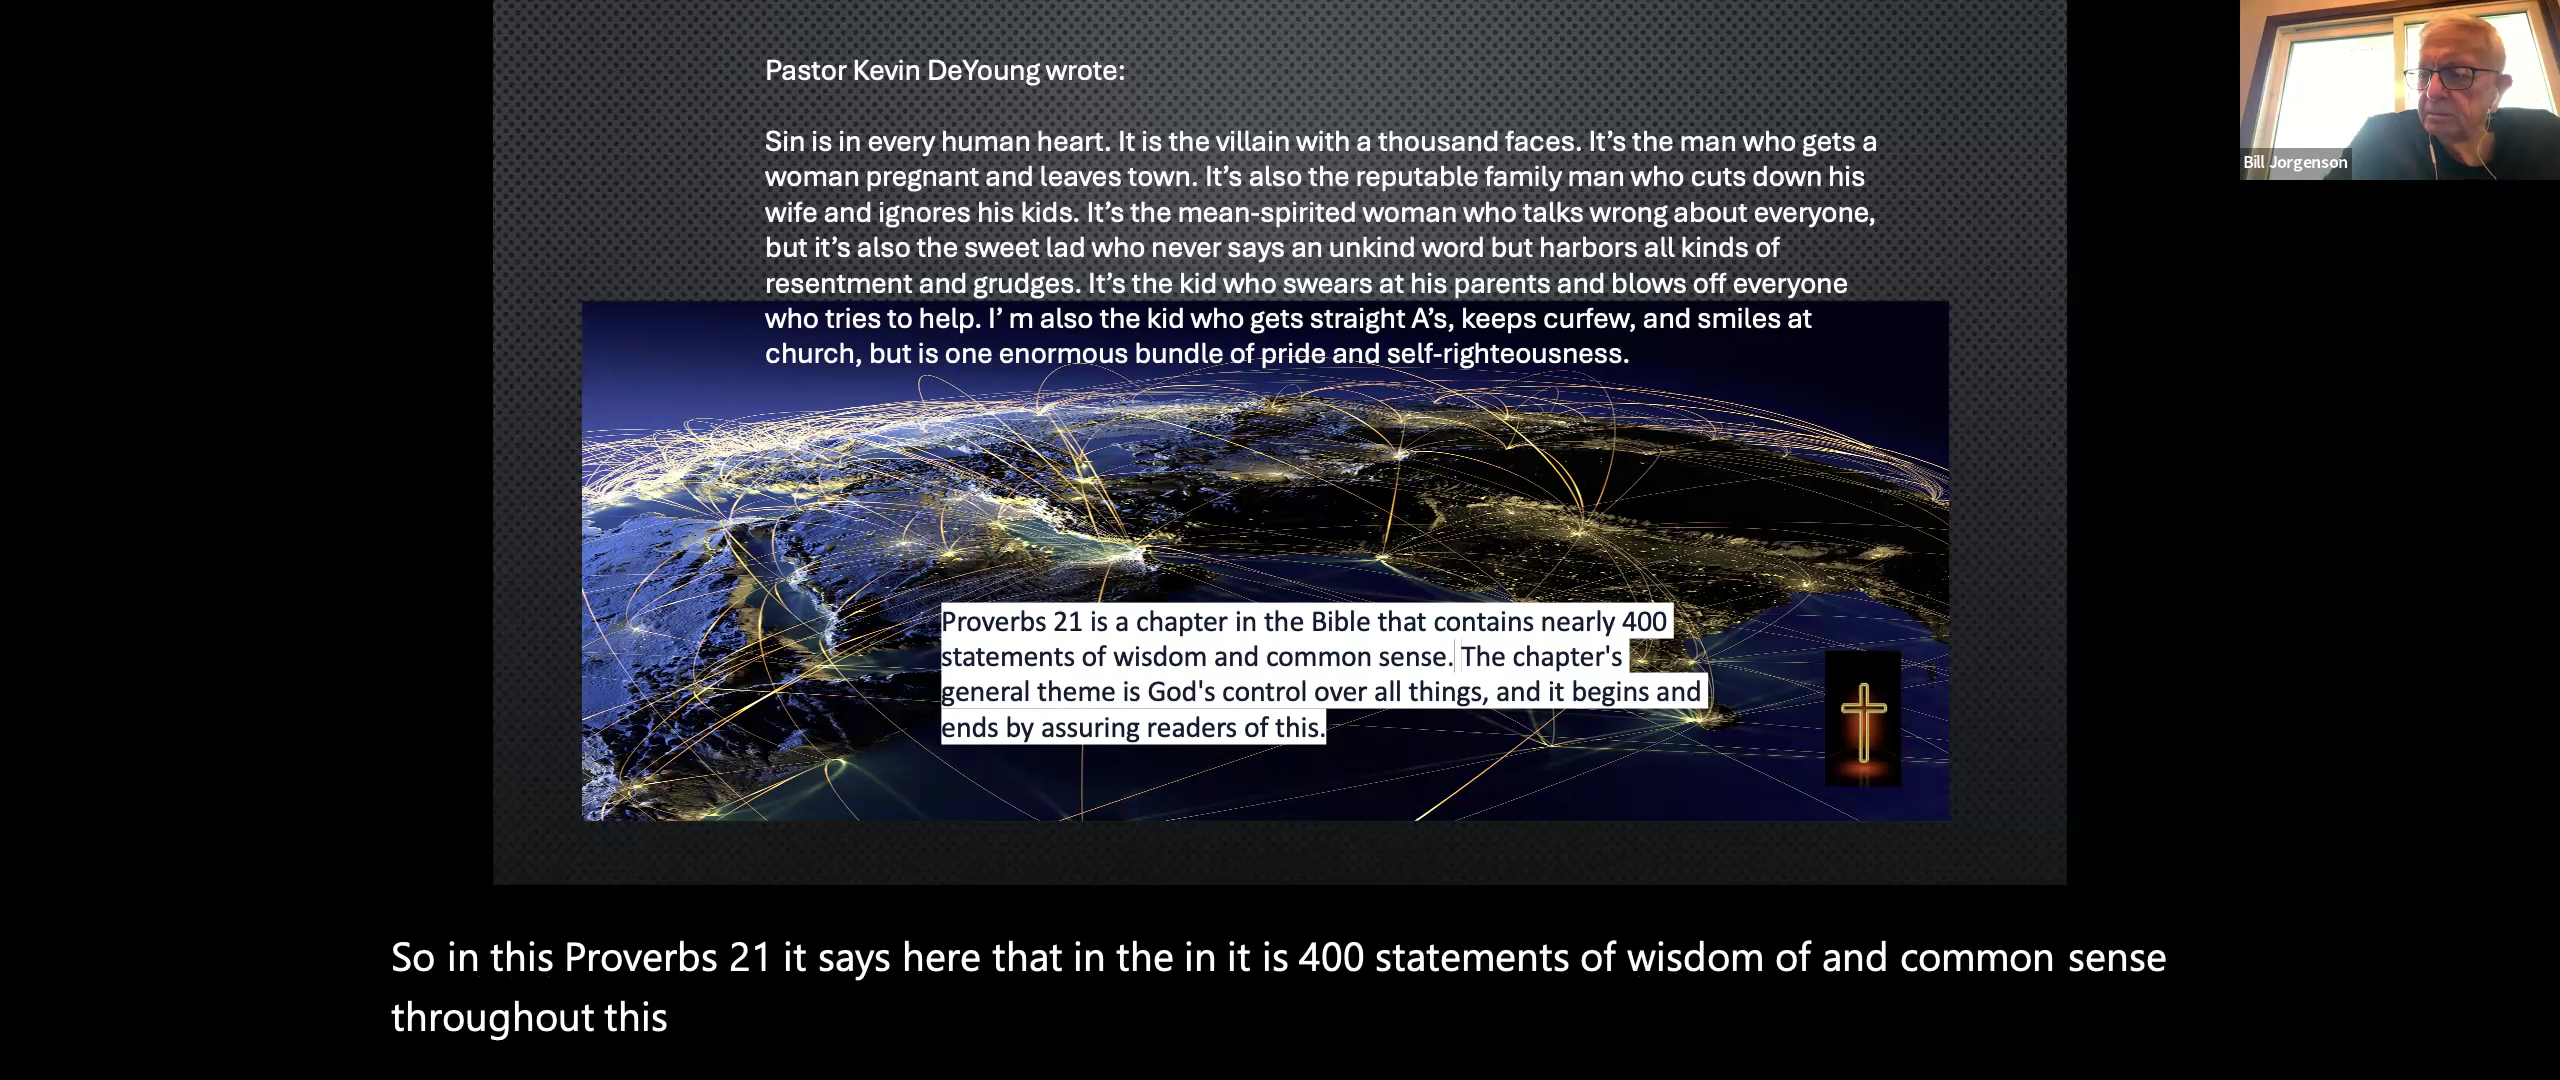 Pastor Kevin DeYoung wrote:
Sin is in every human heart. It is the villain with a thousand faces. It’s the man who gets a
woman pregnant and leaves town. It’s also the reputable family man who cuts down his
wife and ignores his kids. It’s the mean-spirited woman who talks wrong about everyone,
but it’s also the sweet lad who never says an unkind word but harbors all kinds of
resentment and grudges. It’s the kid who swears at his parents and blows off everyone
who tries to help. I’ m also the kid who gets straight A’s, keeps curfew, and smiles at
church, but is one enormous bundle of pride and self-righteousness.
Bill Jorgenson
Proverbs 21 is a chapter in the Bible that contains nearly 400
statements of wisdom and common sense. The chapter's
general theme is God's control over all things, and it begins and
ends by assuring readers of this.
So in this Proverbs 21 it says here that in the in it is 400 statements of wisdom of and common sense
throughout this